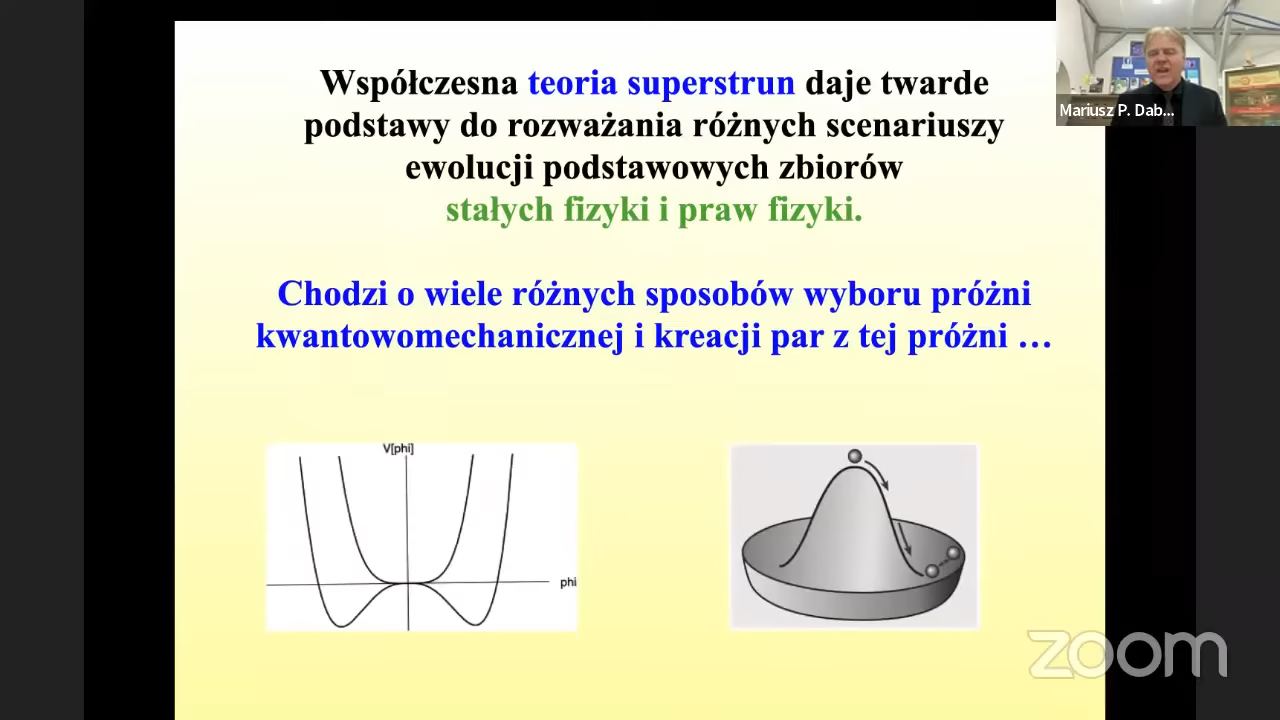 Współczesna teoria superstrun daje twarde
podstawy do rozważania różnych scenariuszy
ewolucji podstawowych zbiorów
stałych fizyki i praw fizyki.
Chodzi o wiele różnych sposobów wyboru próżni
kwantowomechanicznej i kreacji par z tej próżni …
V[phi]
phi
Mariusz P. Dab...
zoom